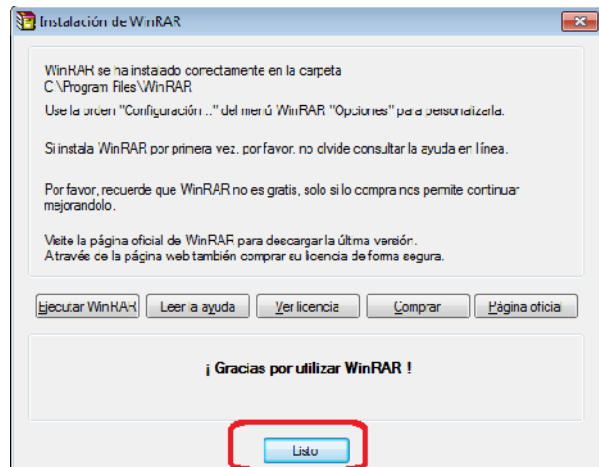 Instalación de WinRAR
WinRAR se ha instalado correctamente en la carpeta
C:\Program Files\WinRAR
Use la orden "Configuración..." del menú WinRAR "Opciones" para personalizarla.
Si instala WinRAR por primera vez, por favor, no olvide consultar la ayuda en línea.
Por favor, recuerde que WinRAR no es gratis, solo si lo compra nos permite continuar
mejorandolo.
Visite la página oficial de WinRAR para descargar la última versión.
Através de la página web también comprar su licencia de forma segura.
Ejecutar WinRAR Leer la ayuda Ver licencia Comprar Página oficial
¡ Gracias por utilizar WinRAR !
Listo